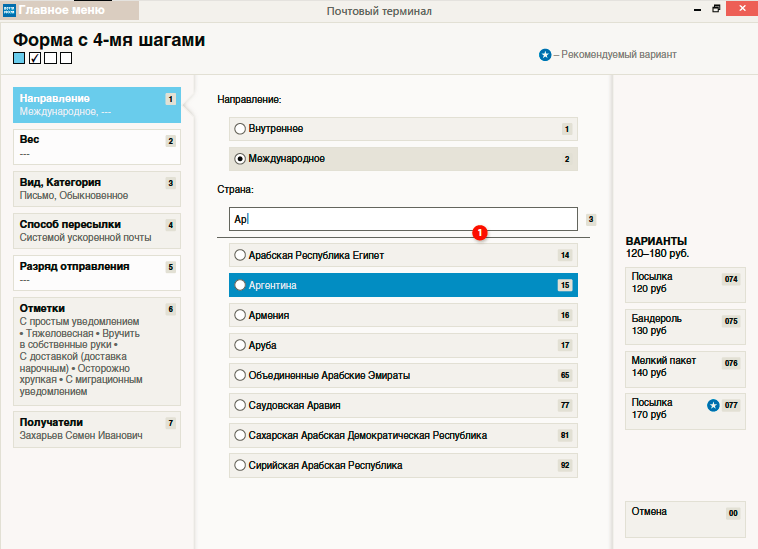 Главное меню
Почтовый терминал
Форма с 4-мя шагами
– Рекомендуемый вариант
Направление 1
Международное, ---
Вес 2
---
Вид, Категория 3
Письмо, Обыкновенное
Способ пересылки 4
Системой ускоренной почты
Разряд отправления 5
---
Отметки 6
С простым уведомлением
• Тяжеловесная • Вручить
в собственные руки •
С доставкой (доставка
нарочным) • Осторожно
хрупкая • С миграционным
уведомлением
Получатели 7
Захарьев Семен Иванович
Направление:
Внутреннее 1
Международное 2
Страна:
Ар 3
1
Арабская Республика Египет 14
Аргентина 15
Армения 16
Аруба 17
Объединенные Арабские Эмираты 65
Саудовская Аравия 77
Сахарская Арабская Демократическая Республика 81
Сирийская Арабская Республика 92
ВАРИАНТЫ
120–180 руб.
Посылка 074
120 руб
Бандероль 075
130 руб
Мелкий пакет 076
140 руб
Посылка 077
170 руб
Отмена 00